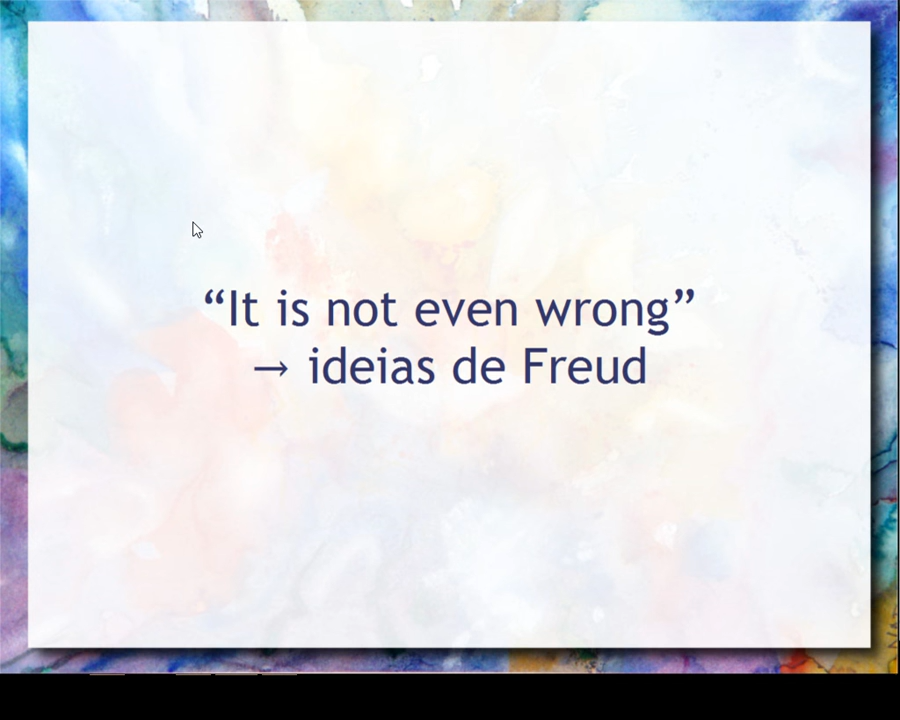 “It is not even wrong”
→ ideias de Freud